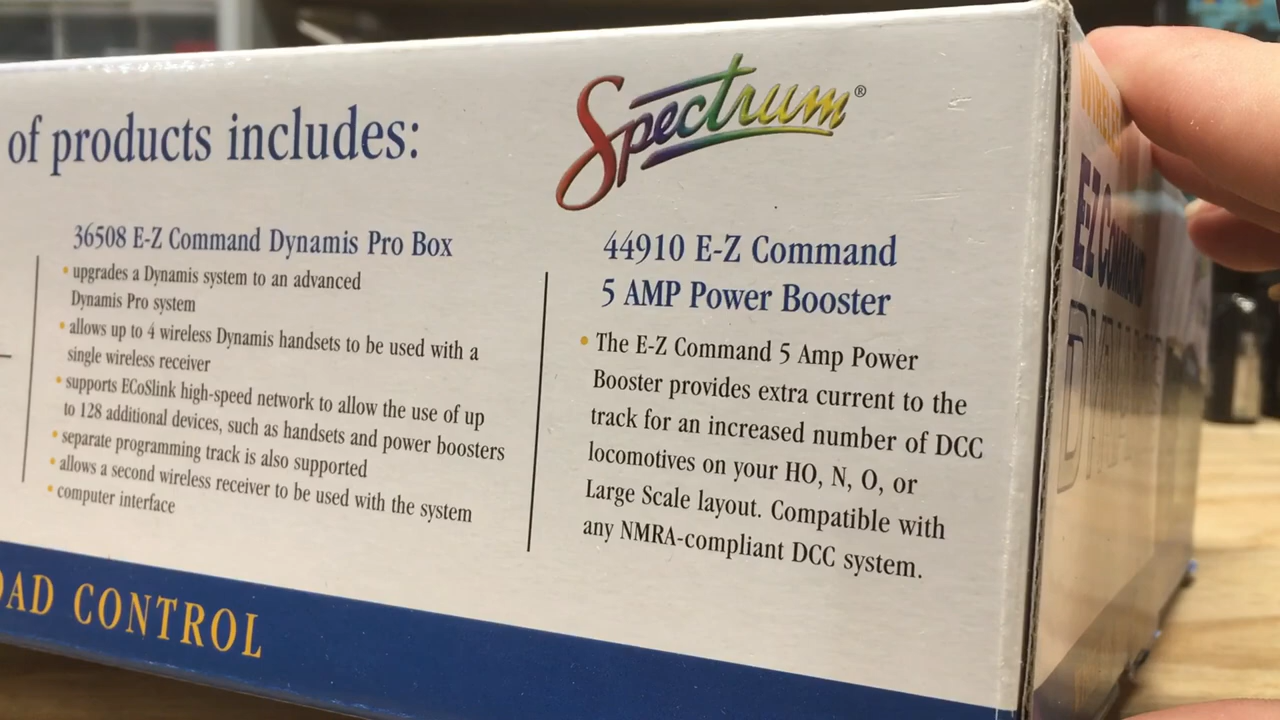 of products includes:
Spectrum®
36508 E-Z Command Dynamis Pro Box
• upgrades a Dynamis system to an advanced
Dynamis Pro system
• allows up to 4 wireless Dynamis handsets to be used with a
single wireless receiver
• supports ECoSlink high-speed network to allow the use of up
to 128 additional devices, such as handsets and power boosters
• separate programming track is also supported
• allows a second wireless receiver to be used with the system
• computer interface
44910 E-Z Command
5 AMP Power Booster
• The E-Z Command 5 Amp Power
Booster provides extra current to the
track for an increased number of DCC
locomotives on your HO, N, O, or
Large Scale layout. Compatible with
any NMRA-compliant DCC system.
CONTROL
E-Z COMMAND